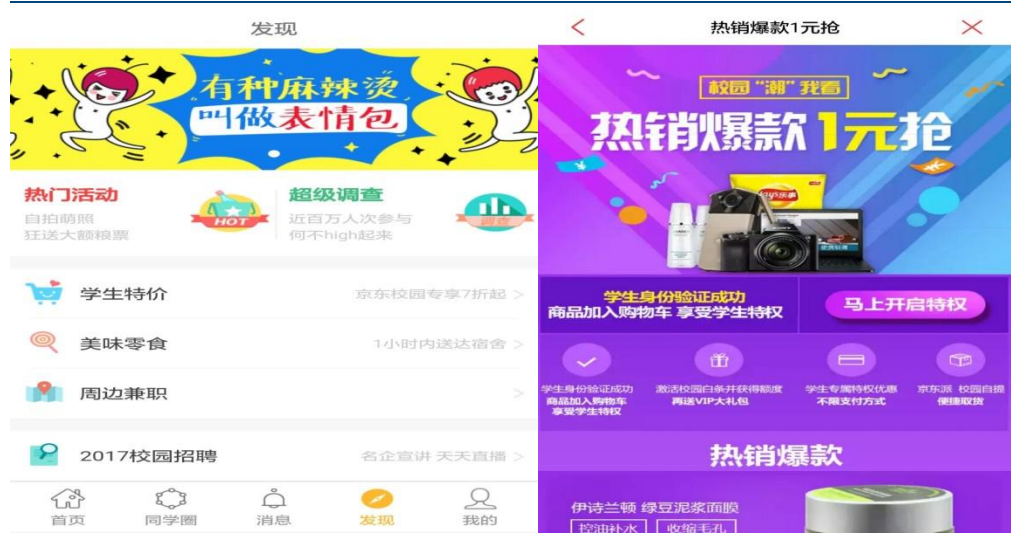 发现
有种麻辣烫
叫做表情包
热门活动
自拍萌照
狂送大额粮票
HOT
超级调查
近百万人次参与
何不high起来
调查
学生特价
京东校园专享7折起 >
美味零食
1小时内送达宿舍 >
周边兼职
>
2017校园招聘
名企宣讲 天天直播 >
首页
同学圈
消息
发现
我的
热销爆款1元抢
校园“潮”我看
热销爆款1元抢
学生身份验证成功
商品加入购物车 享受学生特权
马上开启特权
学生身份验证成功
商品加入购物车
享受学生特权
激活校园白条并获得额度
再送VIP大礼包
学生专属特权优惠
不限支付方式
京东派 校园自提
便捷取货
热销爆款
伊诗兰顿 绿豆泥浆面膜
控油补水
收缩毛孔